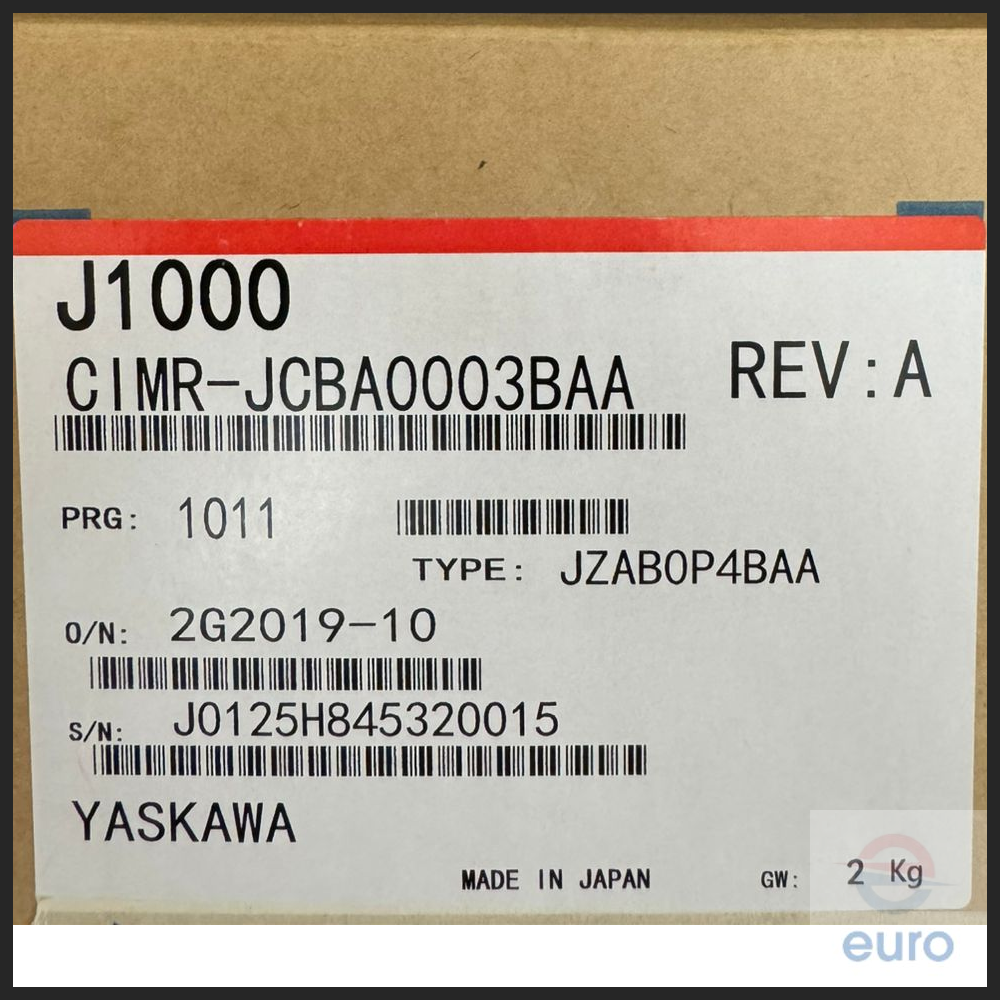 J1000
CIMR-JCBA0003BAA REV:A
PRG: 1011
TYPE: JZAB0P4BAA
O/N: 2G2019-10
S/N: J0125H845320015
YASKAWA
MADE IN JAPAN GW: 2 Kg
euro